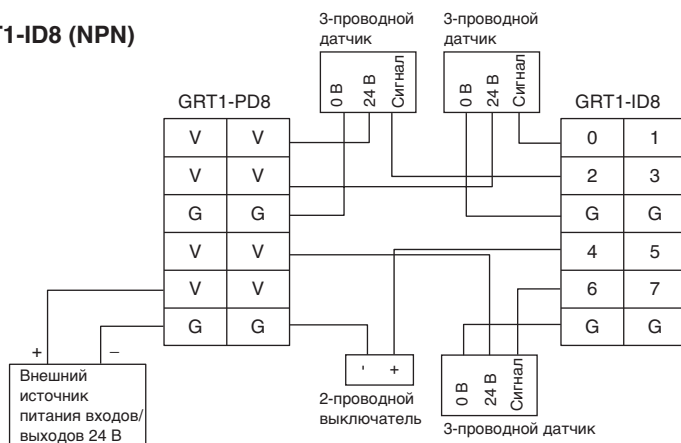 T1-ID8 (NPN)
3-проводной
датчик
3-проводной
датчик
0 В
24 В
Сигнал
0 В
24 В
Сигнал
GRT1-PD8
GRT1-ID8
V V
V V
G G
V V
V V
G G
0 1
2 3
G G
4 5
6 7
G G
+ –
Внешний
источник
питания входов/
выходов 24 В
- +
2-проводной
выключатель
0 В
24 В
Сигнал
3-проводной датчик